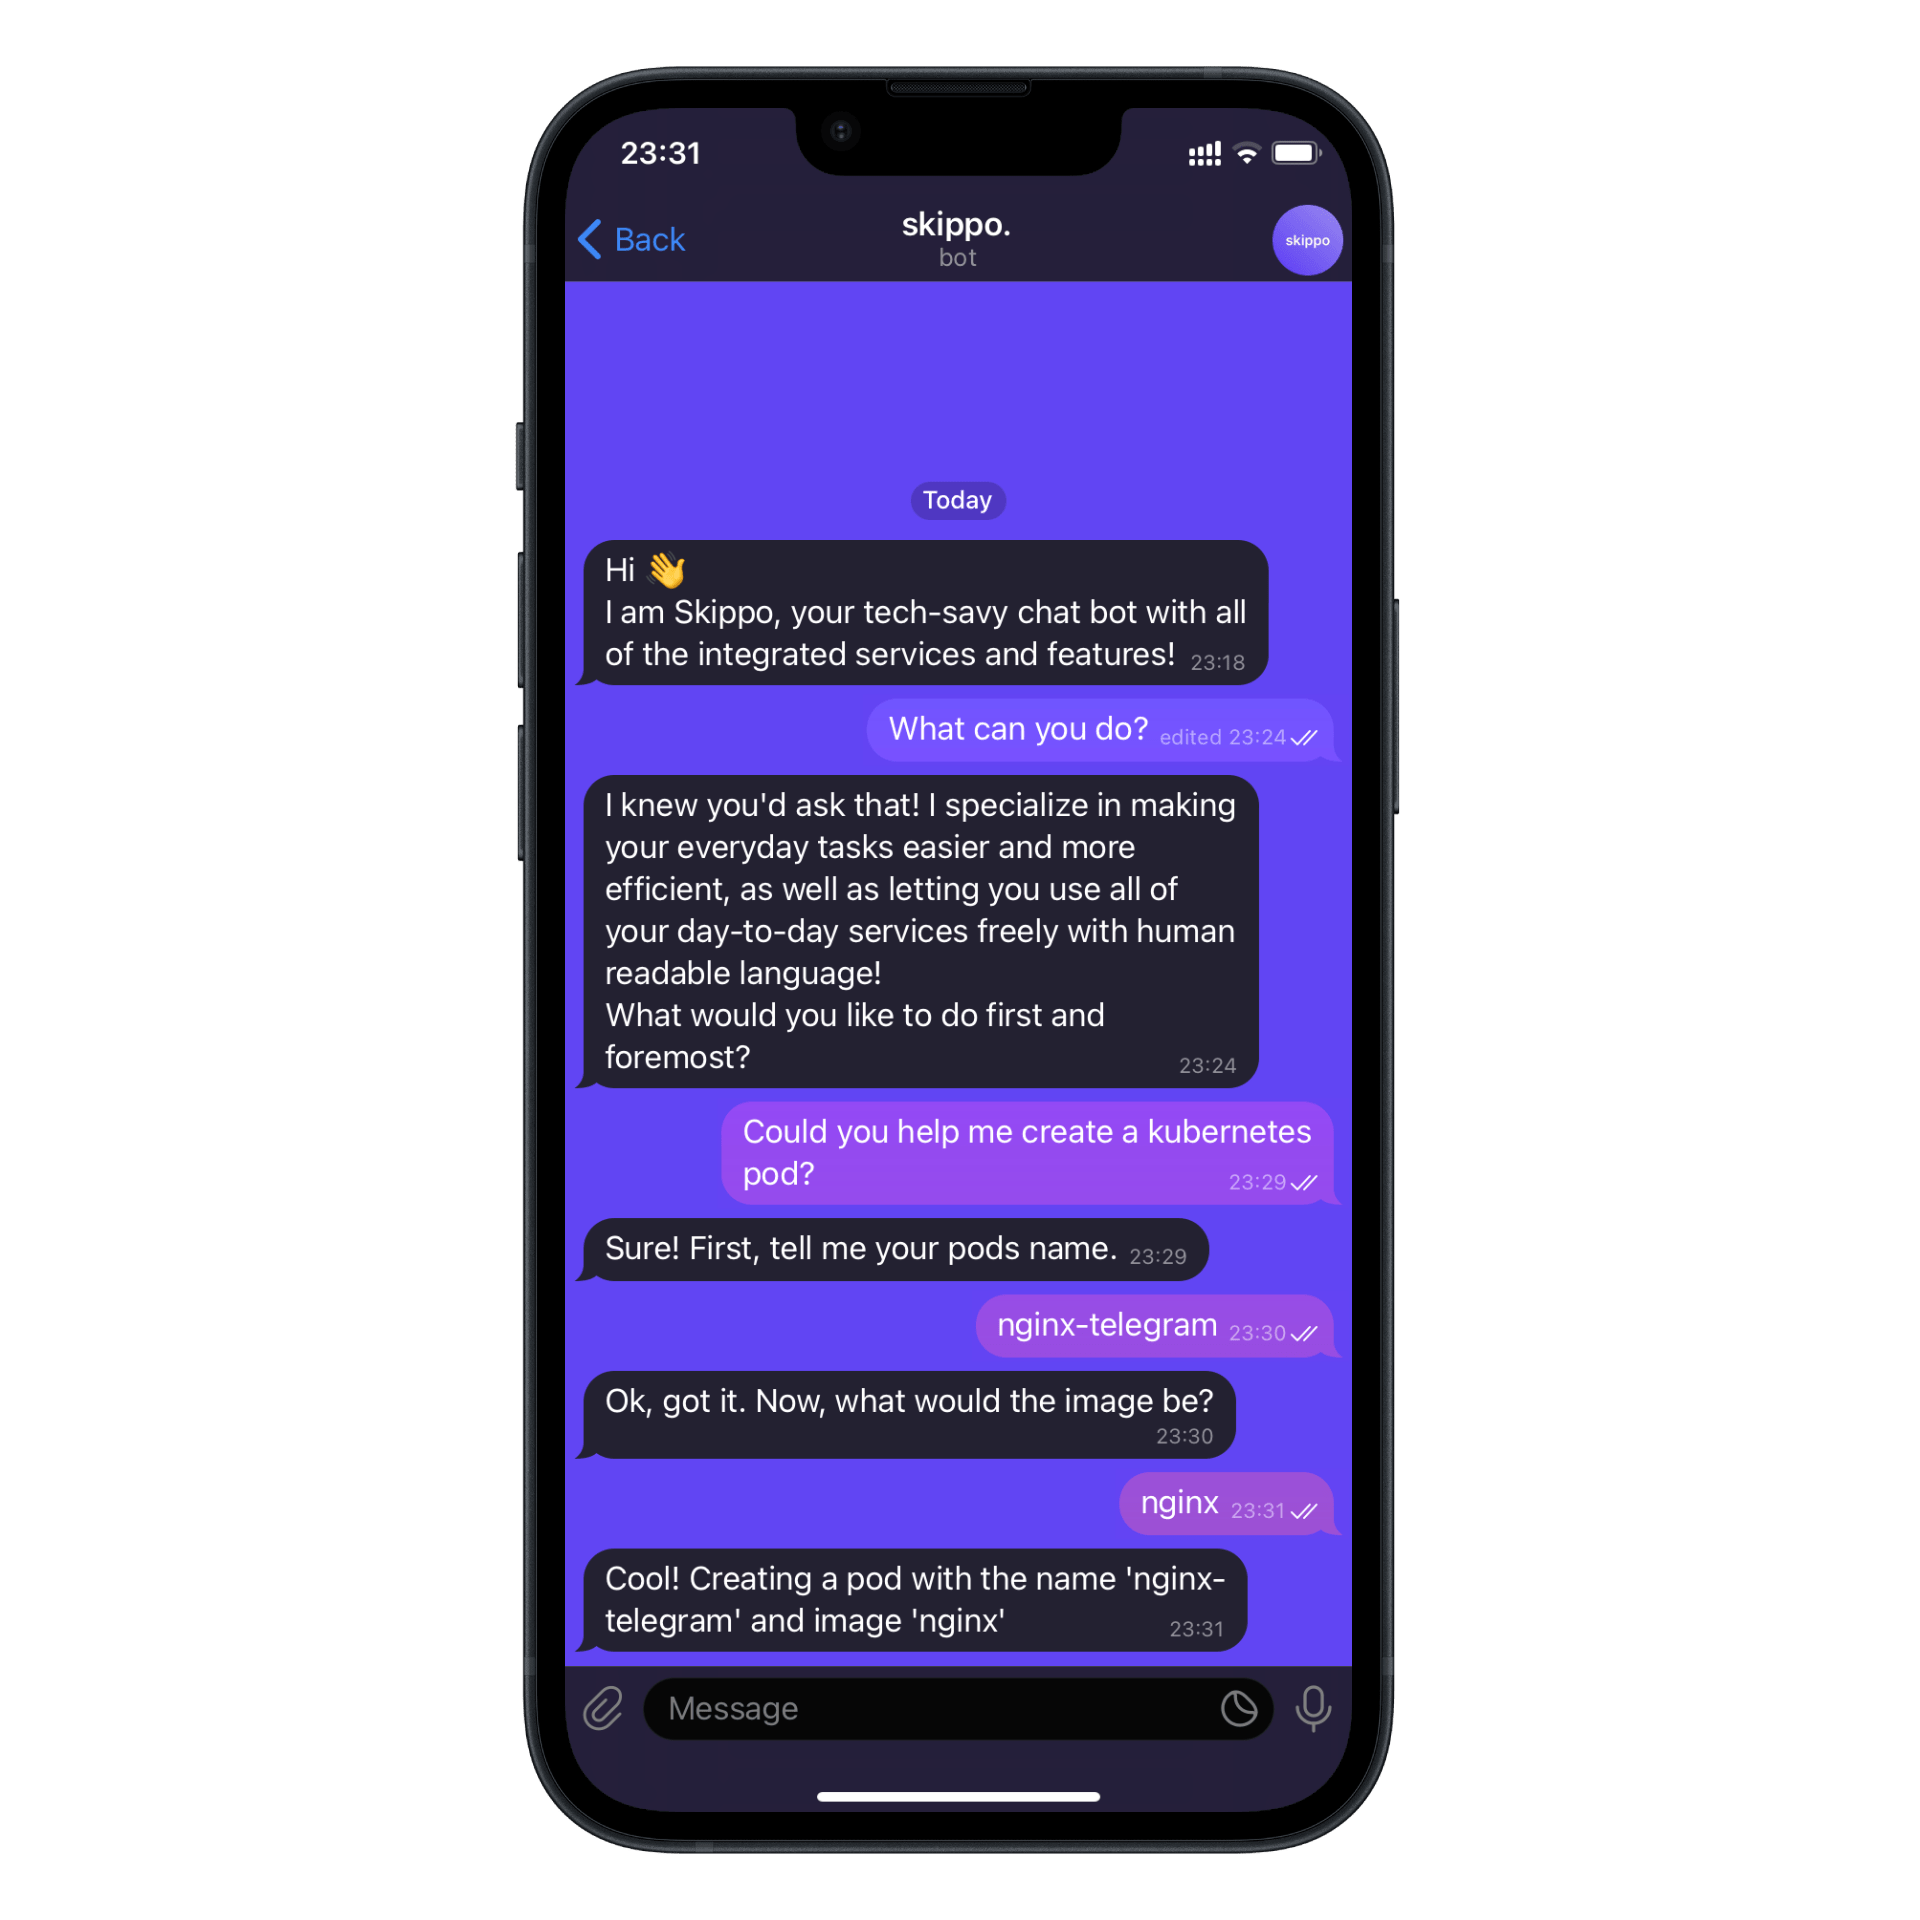 23:31
Back
skippo.
bot
skippo
Today
Hi 👋
I am Skippo, your tech-savy chat bot with all
of the integrated services and features! 23:18
What can you do? edited 23:24
I knew you'd ask that! I specialize in making
your everyday tasks easier and more
efficient, as well as letting you use all of
your day-to-day services freely with human
readable language!
What would you like to do first and
foremost? 23:24
Could you help me create a kubernetes
pod? 23:29
Sure! First, tell me your pods name. 23:29
nginx-telegram 23:30
Ok, got it. Now, what would the image be?
23:30
nginx 23:31
Cool! Creating a pod with the name 'nginx-
telegram' and image 'nginx' 23:31
Message